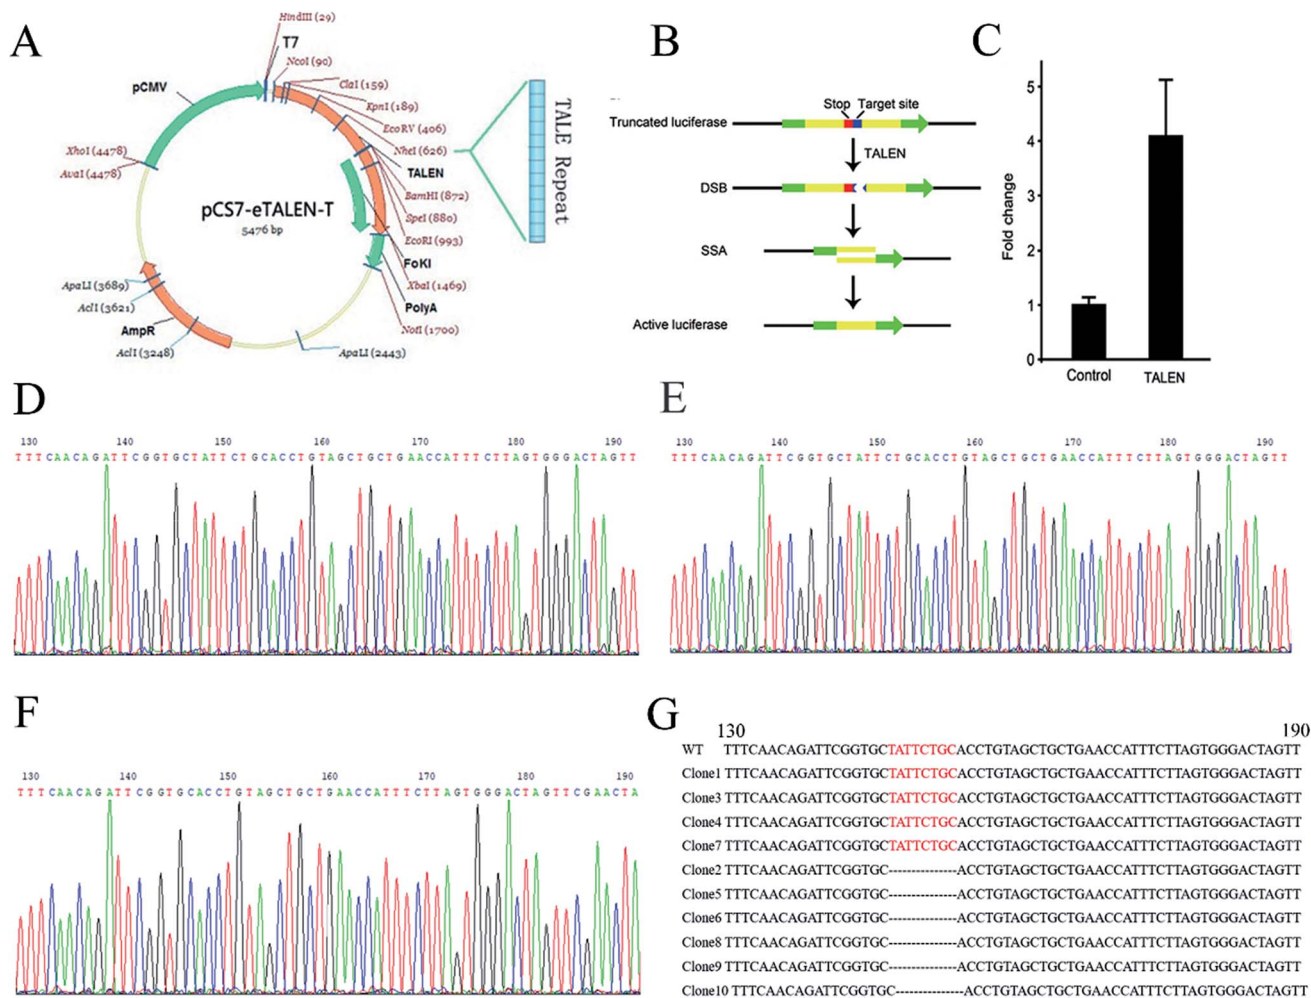 A
HindIII (29)
T7
NcoI (90)
ClaI (159)
KpnI (189)
EcoRV (406)
NheI (626)
TALEN
BamHI (872)
SpeI (880)
EcoRI (993)
FoKI
XbaI (1469)
PolyA
NotI (1700)
ApaLI (2443)
pCMV
XhoI (4478)
AvaI (4478)
pCS7-eTALEN-T
5476 bp
ApaLI (3689)
AclI (3621)
AmpR
AclI (3248)
TALE Repeat
B
Stop Target site
Truncated luciferase
TALEN
DSB
SSA
Active luciferase
C
Fold change
5
4
3
2
1
0
Control TALEN
D
130 140 150 160 170 180 190
TTTCAACAGATTCGGTGCTATTCTGCACCTGTAGCTGCTGAACCATTTCTTAGTGGGACTAGTT
E
130 140 150 160 170 180 190
TTTCAACAGATTCGGTGCTATTCTGCACCTGTAGCTGCTGAACCATTTCTTAGTGGGACTAGTT
F
130 140 150 160 170 180 190
TTTCAACAGATTCGGTGCACCTGTAGCTGCTGAACCATTTCTTAGTGGGACTAGTTCGAACTA
G
130 190
WT TTTCAACAGATTCGGTGCTATTCTGCACCTGTAGCTGCTGAACCATTTCTTAGTGGGACTAGTT
Clone1 TTTCAACAGATTCGGTGCTATTCTGCACCTGTAGCTGCTGAACCATTTCTTAGTGGGACTAGTT
Clone3 TTTCAACAGATTCGGTGCTATTCTGCACCTGTAGCTGCTGAACCATTTCTTAGTGGGACTAGTT
Clone4 TTTCAACAGATTCGGTGCTATTCTGCACCTGTAGCTGCTGAACCATTTCTTAGTGGGACTAGTT
Clone7 TTTCAACAGATTCGGTGCTATTCTGCACCTGTAGCTGCTGAACCATTTCTTAGTGGGACTAGTT
Clone2 TTTCAACAGATTCGGTGC--------------ACCTGTAGCTGCTGAACCATTTCTTAGTGGGACTAGTT
Clone5 TTTCAACAGATTCGGTGC--------------ACCTGTAGCTGCTGAACCATTTCTTAGTGGGACTAGTT
Clone6 TTTCAACAGATTCGGTGC--------------ACCTGTAGCTGCTGAACCATTTCTTAGTGGGACTAGTT
Clone8 TTTCAACAGATTCGGTGC--------------ACCTGTAGCTGCTGAACCATTTCTTAGTGGGACTAGTT
Clone9 TTTCAACAGATTCGGTGC--------------ACCTGTAGCTGCTGAACCATTTCTTAGTGGGACTAGTT
Clone10 TTTCAACAGATTCGGTGC--------------ACCTGTAGCTGCTGAACCATTTCTTAGTGGGACTAGTT